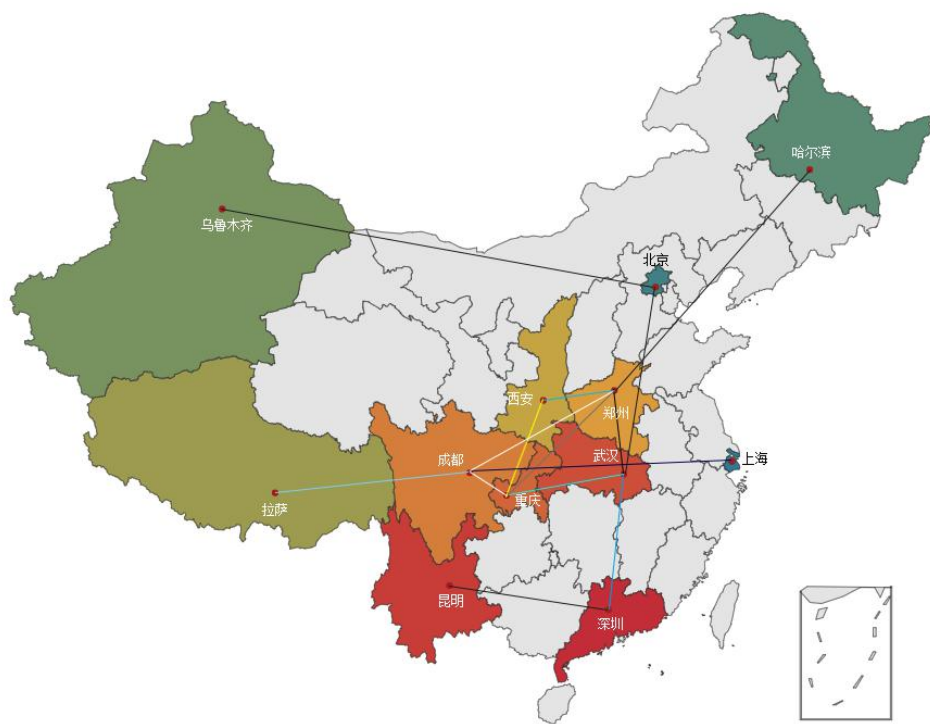 哈尔滨
乌鲁木齐
北京
西安
郑州
成都
武汉
上海
重庆
拉萨
昆明
深圳